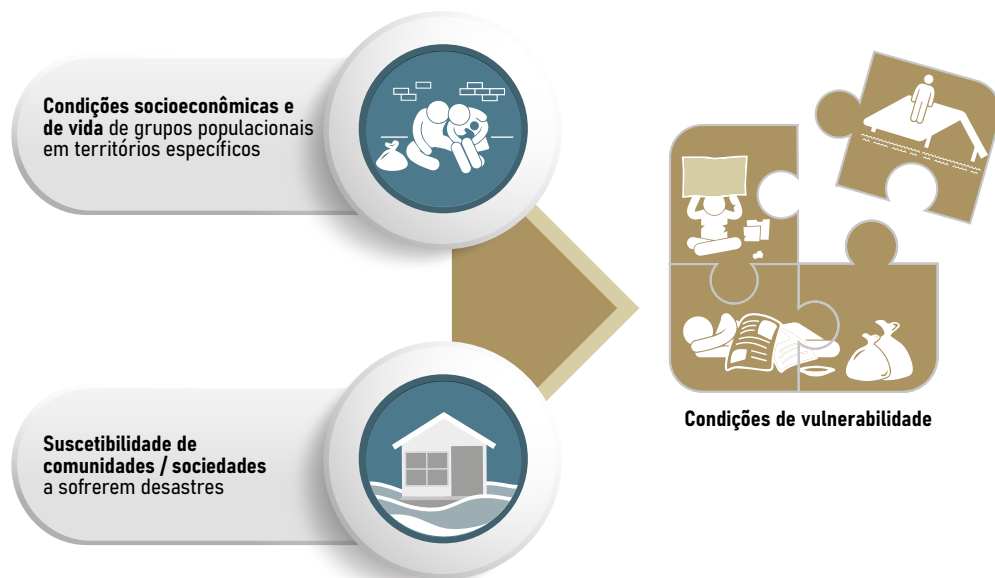 Condições socioeconômicas e
de vida de grupos populacionais
em territórios específicos
Suscetibilidade de
comunidades / sociedades
a sofrerem desastres
Condições de vulnerabilidade